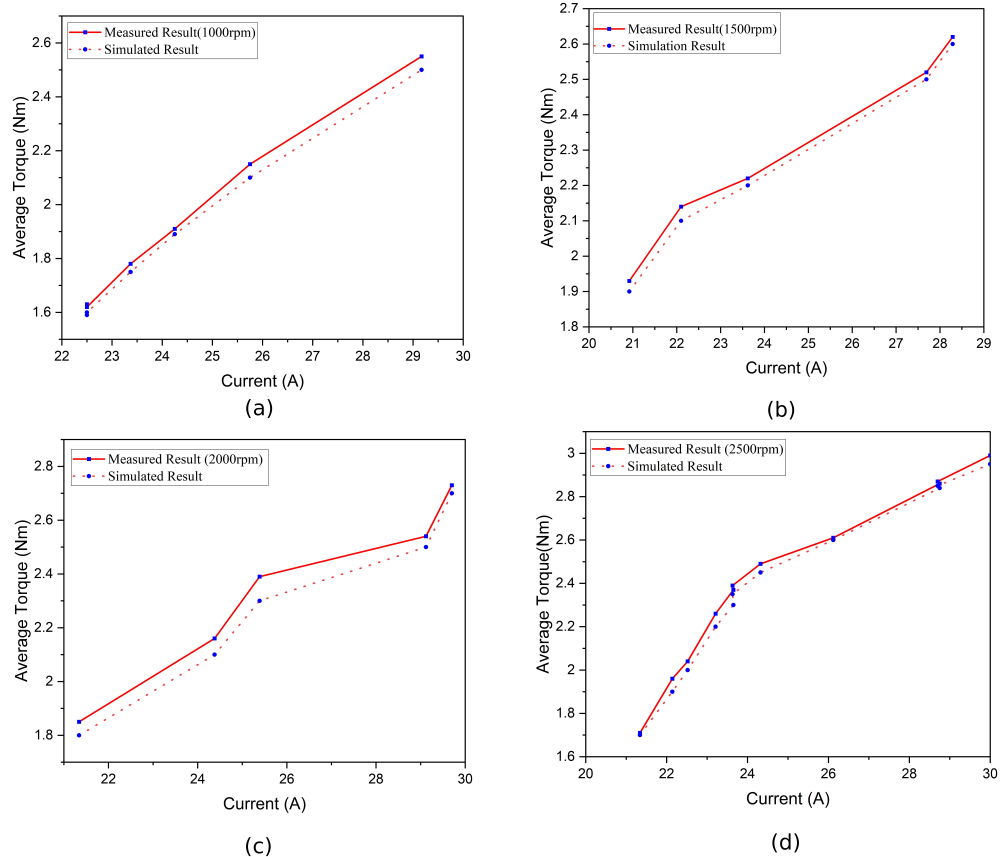 Measured Result(1000rpm)
Simulated Result
2.6
2.4
2.2
2
1.8
1.6
Average Torque (Nm)
22 23 24 25 26 27 28 29 30
Current (A)
(a)
Measured Result(1500rpm)
Simulation Result
2.7
2.6
2.5
2.4
2.3
2.2
2.1
2
1.9
1.8
Average Torque (Nm)
20 21 22 23 24 25 26 27 28 29
Current (A)
(b)
Measured Result (2000rpm)
Simulated Result
2.8
2.6
2.4
2.2
2
1.8
Average Torque (Nm)
22 24 26 28 30
Current (A)
(c)
Measured Result (2500rpm)
Simulated Result
3
2.8
2.6
2.4
2.2
2
1.8
1.6
Average Torque(Nm)
20 22 24 26 28 30
Current (A)
(d)